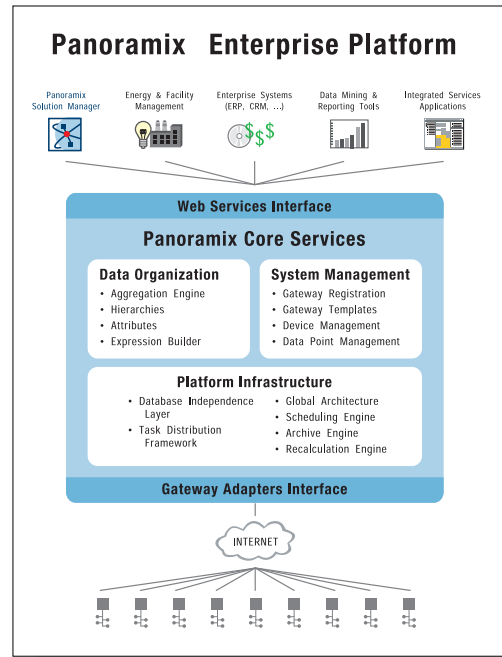 Panoramix Enterprise Platform
Panoramix
Solution Manager
Energy & Facility
Management
Enterprise Systems
(ERP, CRM, ...)
Data Mining &
Reporting Tools
Integrated Services
Applications
$$$
Web Services Interface
Panoramix Core Services
Data Organization
• Aggregation Engine
• Hierarchies
• Attributes
• Expression Builder
System Management
• Gateway Registration
• Gateway Templates
• Device Management
• Data Point Management
Platform Infrastructure
• Database Independence
Layer
• Task Distribution
Framework
• Global Architecture
• Scheduling Engine
• Archive Engine
• Recalculation Engine
Gateway Adapters Interface
INTERNET